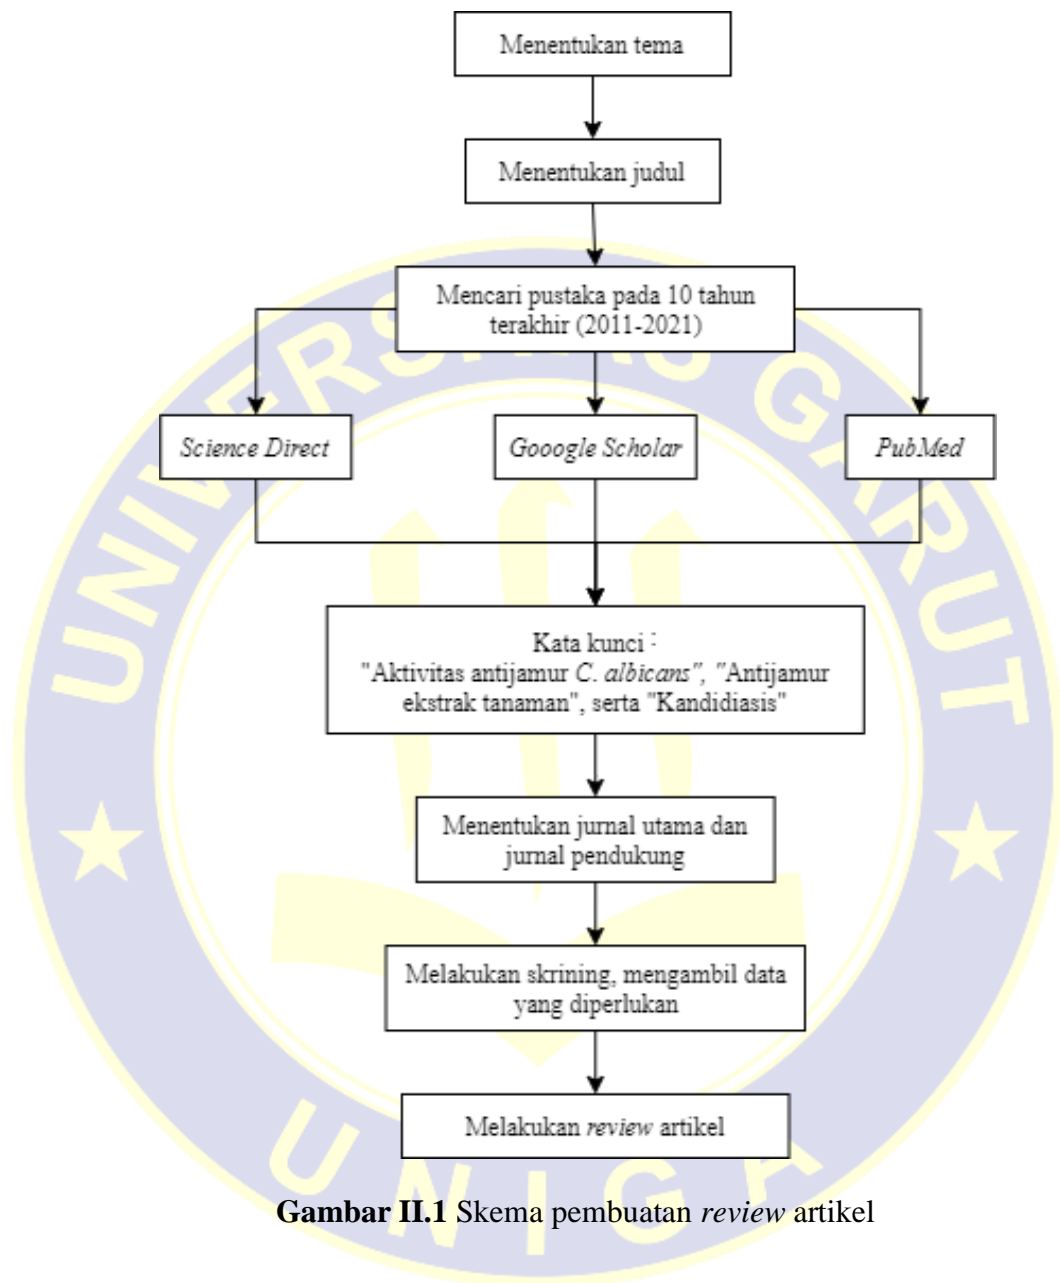 Menentukan tema
Menentukan judul
Mencari pustaka pada 10 tahun
terakhir (2011-2021)
Science Direct
Gooogle Scholar
PubMed
Kata kunci :
"Aktivitas antijamur C. albicans", "Antijamur
ekstrak tanaman", serta "Kandidiasis"
Menentukan jurnal utama dan
jurnal pendukung
Melakukan skrining, mengambil data
yang diperlukan
Melakukan review artikel
Gambar II.1 Skema pembuatan review artikel
UNIVERSITAS GARUT
UNIGA